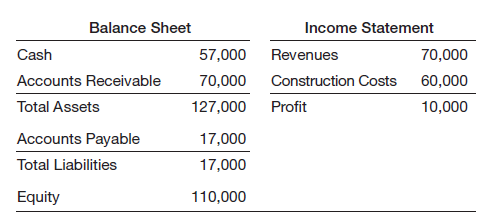 Balance Sheet Income Statement
Cash 57,000 Revenues 70,000
Accounts Receivable 70,000 Construction Costs 60,000
Total Assets 127,000 Profit 10,000
Accounts Payable 17,000
Total Liabilities 17,000
Equity 110,000